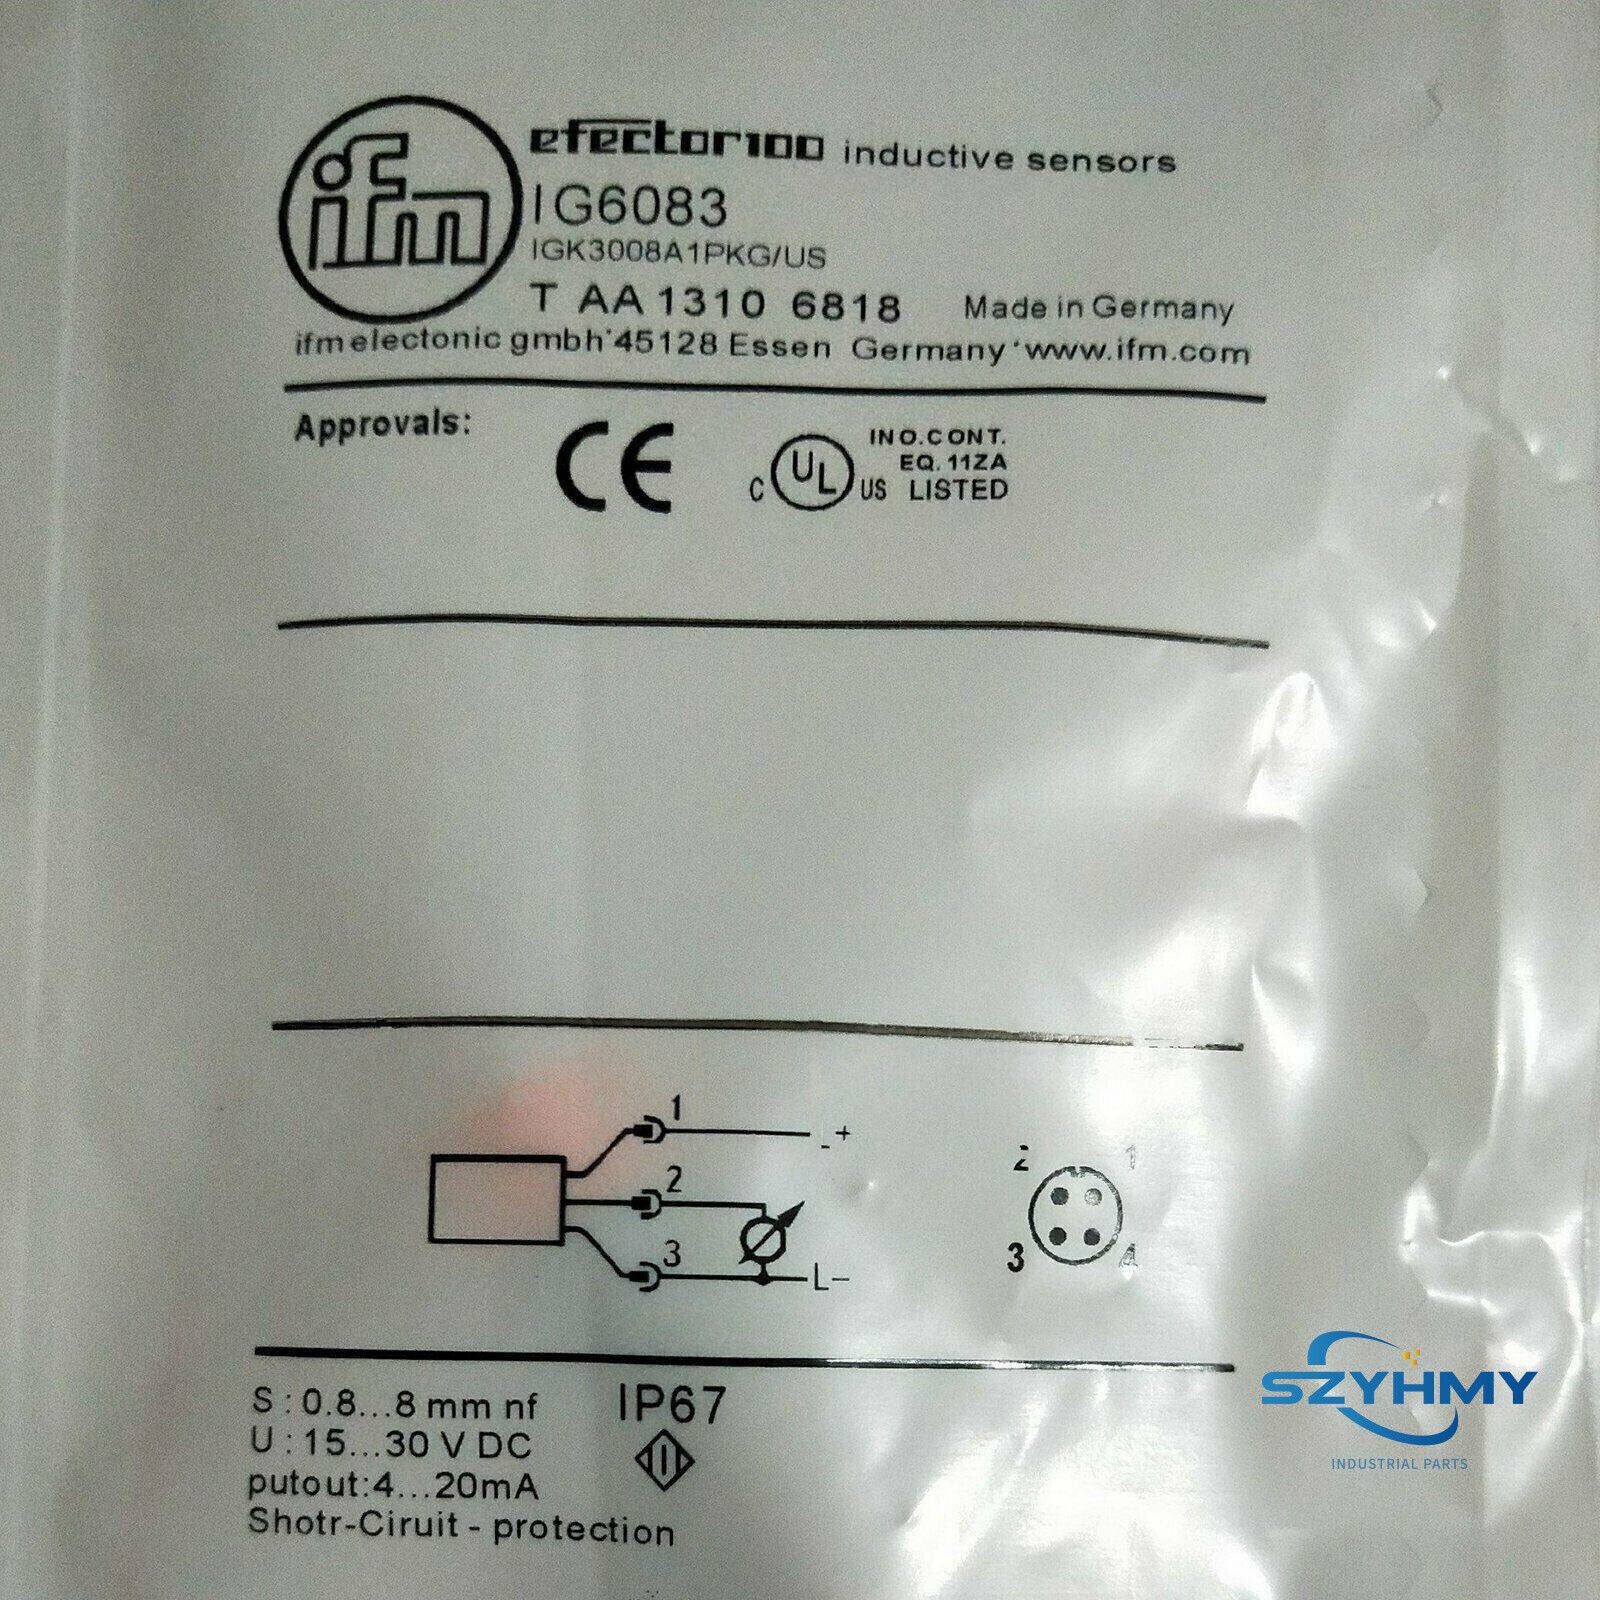 ifm
efector100 inductive sensors
IG6083
IGK3008A1PKG/US
T AA 1310 6818 Made in Germany
ifm electonic gmbh·45128 Essen Germany·www.ifm.com
Approvals:
CE
C UL US
INO.CONT.
EQ.11ZA
LISTED
1
+
2
3
L-
2 1
3 4
S : 0.8...8 mm nf
IP67
U : 15...30 V DC
putout:4...20mA
Shotr-Ciruit - protection
SZYHMY
INDUSTRIAL PARTS